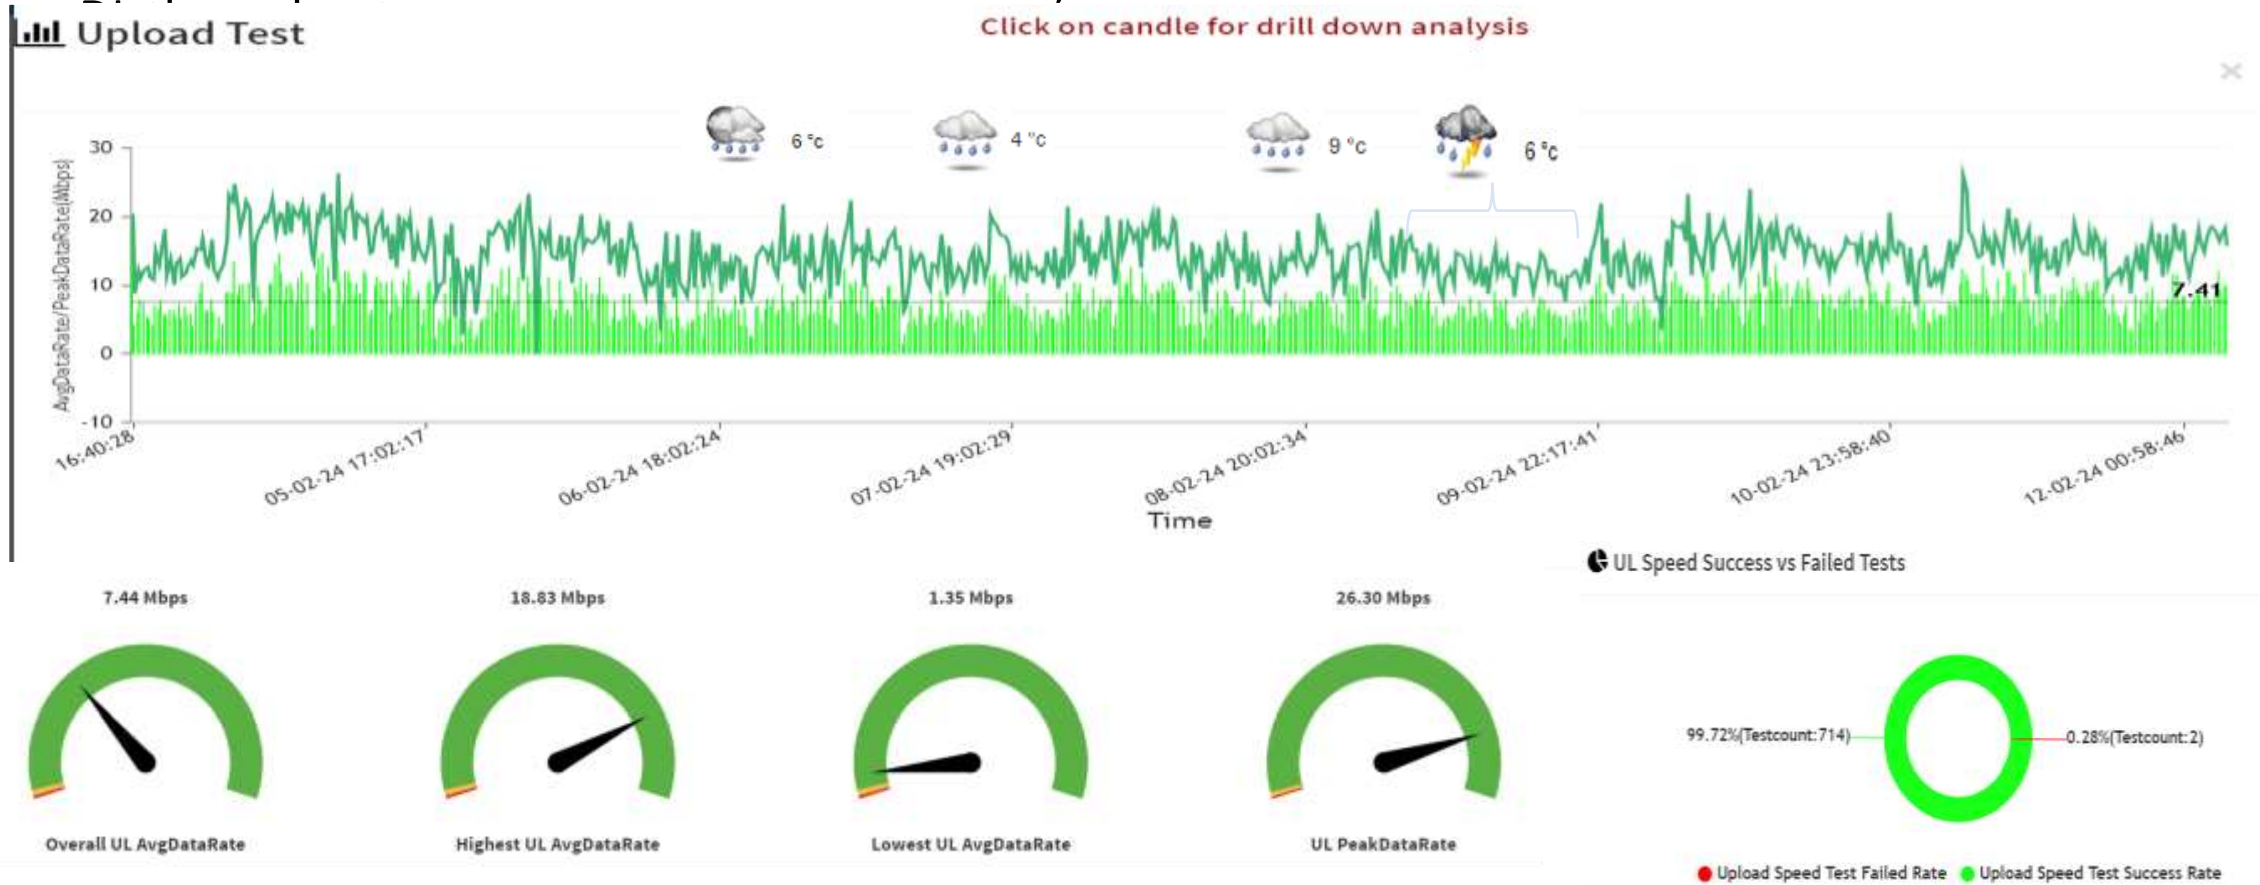 Upload Test
Click on candle for drill down analysis
×
6 °c
4 °c
9 °c
6 °c
AvgDataRate/PeakDataRate(Mbps)
30
20
10
0
-10
7.41
16:40:28
05-02-24 17:02:17
06-02-24 18:02:24
07-02-24 19:02:29
08-02-24 20:02:34
09-02-24 22:17:41
10-02-24 23:58:40
12-02-24 00:58:46
Time
UL Speed Success vs Failed Tests
7.44 Mbps
18.83 Mbps
1.35 Mbps
26.30 Mbps
Overall UL AvgDataRate
Highest UL AvgDataRate
Lowest UL AvgDataRate
UL PeakDataRate
99.72%(Testcount:714)
0.28%(Testcount:2)
Upload Speed Test Failed Rate
Upload Speed Test Success Rate